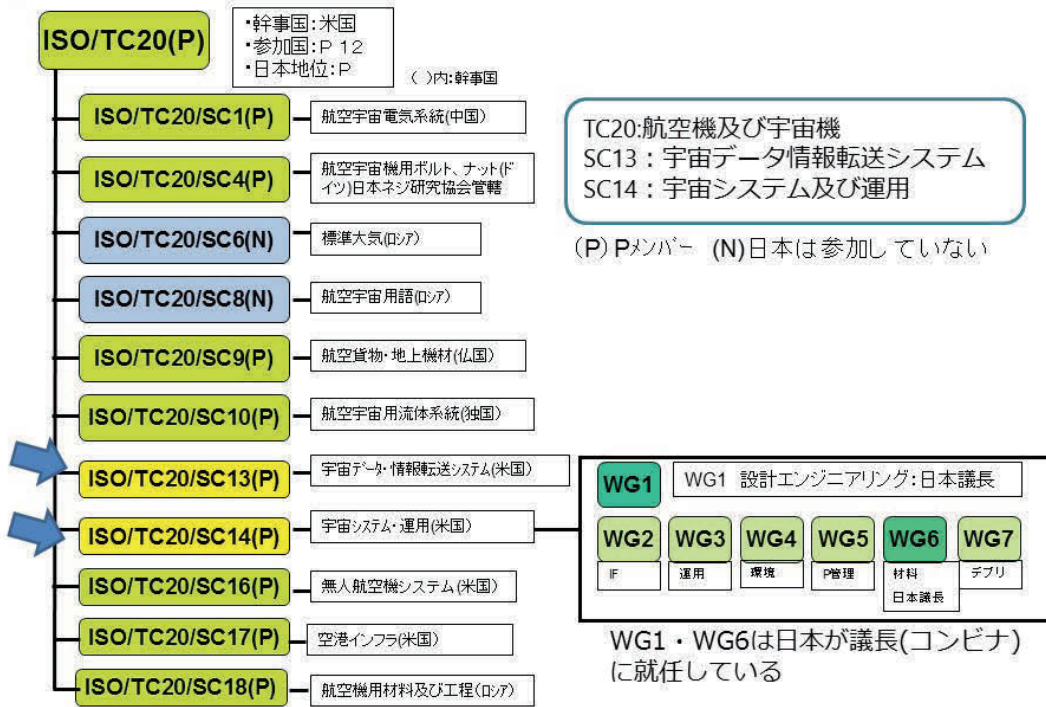 ISO/TC20(P)
・幹事国:米国
・参加国:P 12
・日本地位:P
( )内:幹事国
ISO/TC20/SC1(P)
航空宇宙電気系統(中国)
ISO/TC20/SC4(P)
航空宇宙機用ボルト、ナット(ド
イツ)日本ネジ研究協会管轄
ISO/TC20/SC6(N)
標準大気(ロシア)
ISO/TC20/SC8(N)
航空宇宙用語(ロシア)
ISO/TC20/SC9(P)
航空貨物・地上機材(仏国)
ISO/TC20/SC10(P)
航空宇宙用流体系統(独国)
ISO/TC20/SC13(P)
宇宙データ・情報転送システム(米国)
ISO/TC20/SC14(P)
宇宙システム・運用(米国)
ISO/TC20/SC16(P)
無人航空機システム(米国)
ISO/TC20/SC17(P)
空港インフラ(米国)
ISO/TC20/SC18(P)
航空機用材料及び工程(ロシア)
TC20:航空機及び宇宙機
SC13：宇宙データ情報転送システム
SC14：宇宙システム及び運用
(P)Pメンバー (N)日本は参加していない
WG1
WG1 設計エンジニアリング:日本議長
WG2 WG3 WG4 WG5 WG6 WG7
IF 運用 環境 P管理 材料 デブリ
日本議長
WG1・WG6は日本が議長(コンビナ)
に就任している